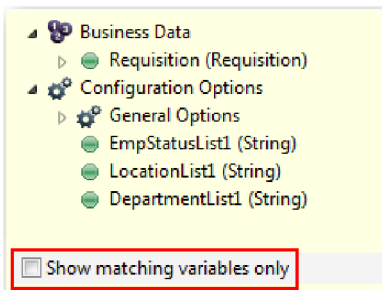 Business Data
Requisition (Requisition)
Configuration Options
General Options
EmpStatusList1 (String)
LocationList1 (String)
DepartmentList1 (String)
Show matching variables only